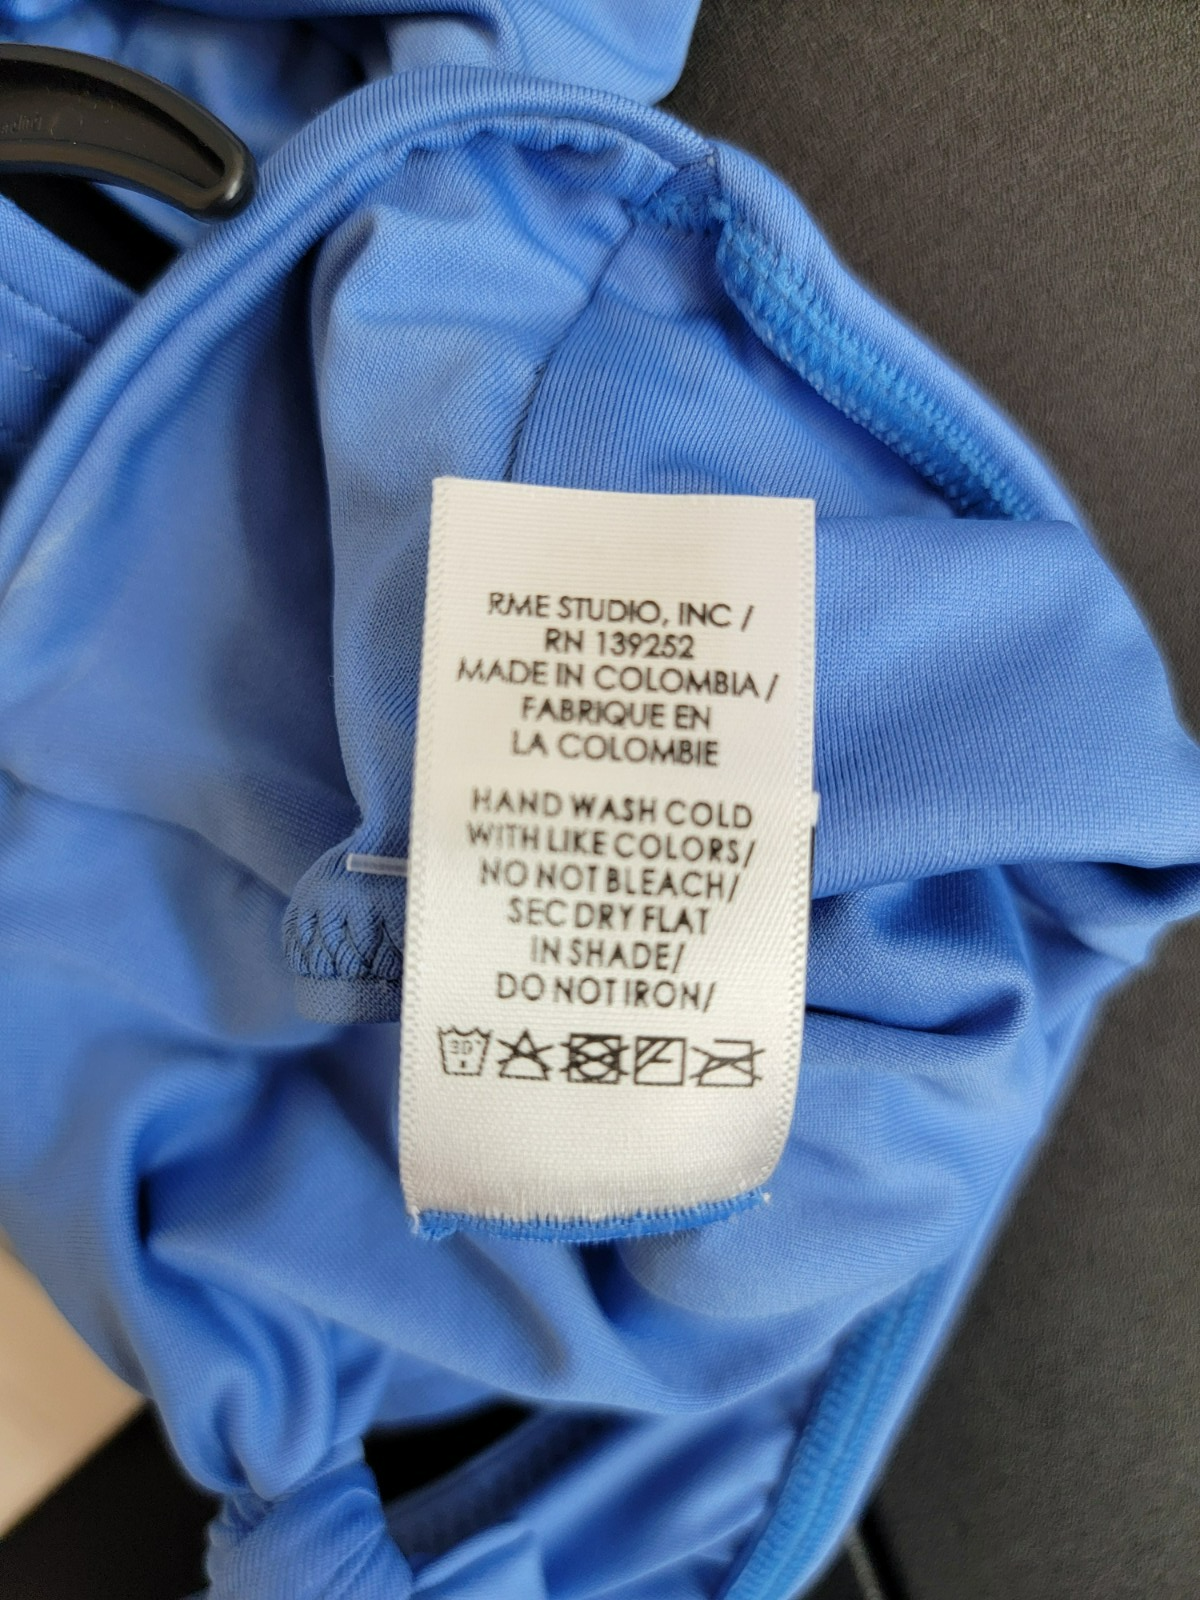 RME STUDIO, INC /
RN 139252
MADE IN COLOMBIA /
FABRIQUE EN
LA COLOMBIE
HAND WASH COLD
WITH LIKE COLORS/
NO NOT BLEACH/
SEC DRY FLAT
IN SHADE/
DO NOT IRON/
30°